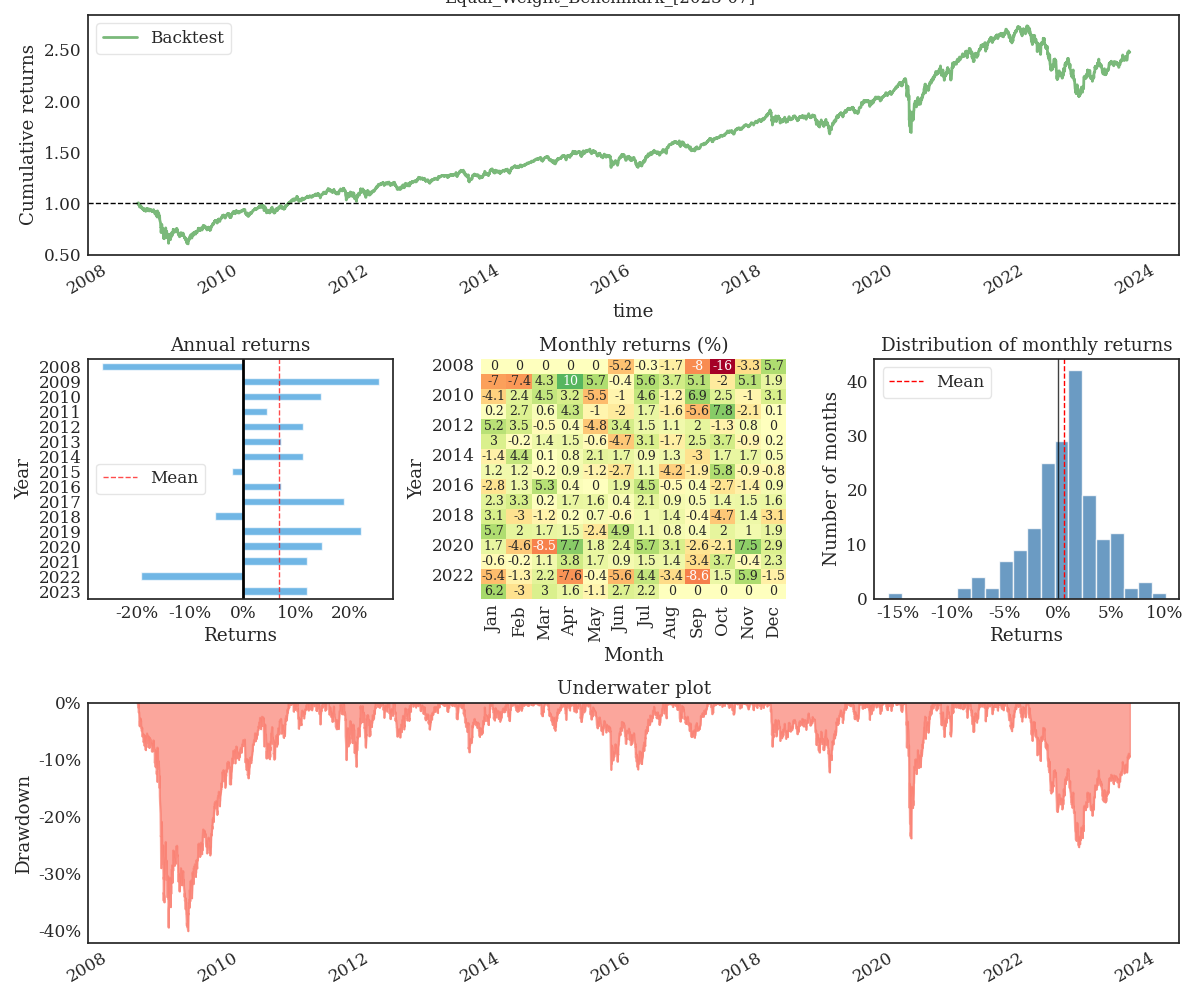 Equal_Weight_Benchmark_[2023-07]
Backtest
Cumulative returns
2.50
2.00
1.50
1.00
0.50
2008
2010
2012
2014
2016
2018
2020
2022
2024
time
Annual returns
Year
2008
2009
2010
2011
2012
2013
2014
2015
2016
2017
2018
2019
2020
2021
2022
2023
Mean
-20% -10% 0% 10% 20%
Returns
Monthly returns (%)
Year
2008 0 0 0 0 0 -5.2 -0.3 -1.7 -8 -16 -3.3 5.7
-7 -7.4 4.3 10 5.7 -0.4 5.6 3.7 5.1 -2 5.1 1.9
2010 -4.1 2.4 4.5 3.2 -5.5 -1 4.6 -1.2 6.9 2.5 -1 3.1
0.2 2.7 0.6 4.3 -1 -2 1.7 -1.6 -5.6 7.8 -2.1 0.1
2012 5.2 3.5 -0.5 0.4 -4.8 3.4 1.5 1.1 2 -1.3 0.8 0
3 -0.2 1.4 1.5 -0.6 -4.7 3.1 -1.7 2.5 3.7 -0.9 0.2
2014 -1.4 4.4 0.1 0.8 2.1 1.7 0.9 1.3 -3 1.7 1.7 0.5
1.2 1.2 -0.2 0.9 -1.2 -2.7 1.1 -4.2 -1.9 5.8 -0.9 -0.8
2016 -2.8 1.3 5.3 0.4 0 1.9 4.5 -0.5 0.4 -2.7 -1.4 0.9
2.3 3.3 0.2 1.7 1.6 0.4 2.1 0.9 0.5 1.4 1.5 1.6
2018 3.1 -3 -1.2 0.2 0.7 -0.6 1 1.4 -0.4 -4.7 1.4 -3.1
5.7 2 1.7 1.5 -2.4 4.9 1.1 0.8 0.4 2 1 1.9
2020 1.7 -4.6 -8.5 7.7 1.8 2.4 5.7 3.1 -2.6 -2.1 7.5 2.9
-0.6 -0.2 1.1 3.8 1.7 0.9 1.5 1.4 -3.4 3.7 -0.4 2.3
2022 -5.4 -1.3 2.2 -7.6 -0.4 -5.6 4.4 -3.4 -8.6 1.4 5.9 -1.5
6.2 -3 3 1.6 -1.1 2.7 2.2 0 0 0 0 0
Jan Feb Mar Apr May Jun Jul Aug Sep Oct Nov Dec
Month
Distribution of monthly returns
Mean
Number of months
40
30
20
10
0
-15% -10% -5% 0% 5% 10%
Returns
Underwater plot
Drawdown
0%
-10%
-20%
-30%
-40%
2008
2010
2012
2014
2016
2018
2020
2022
2024